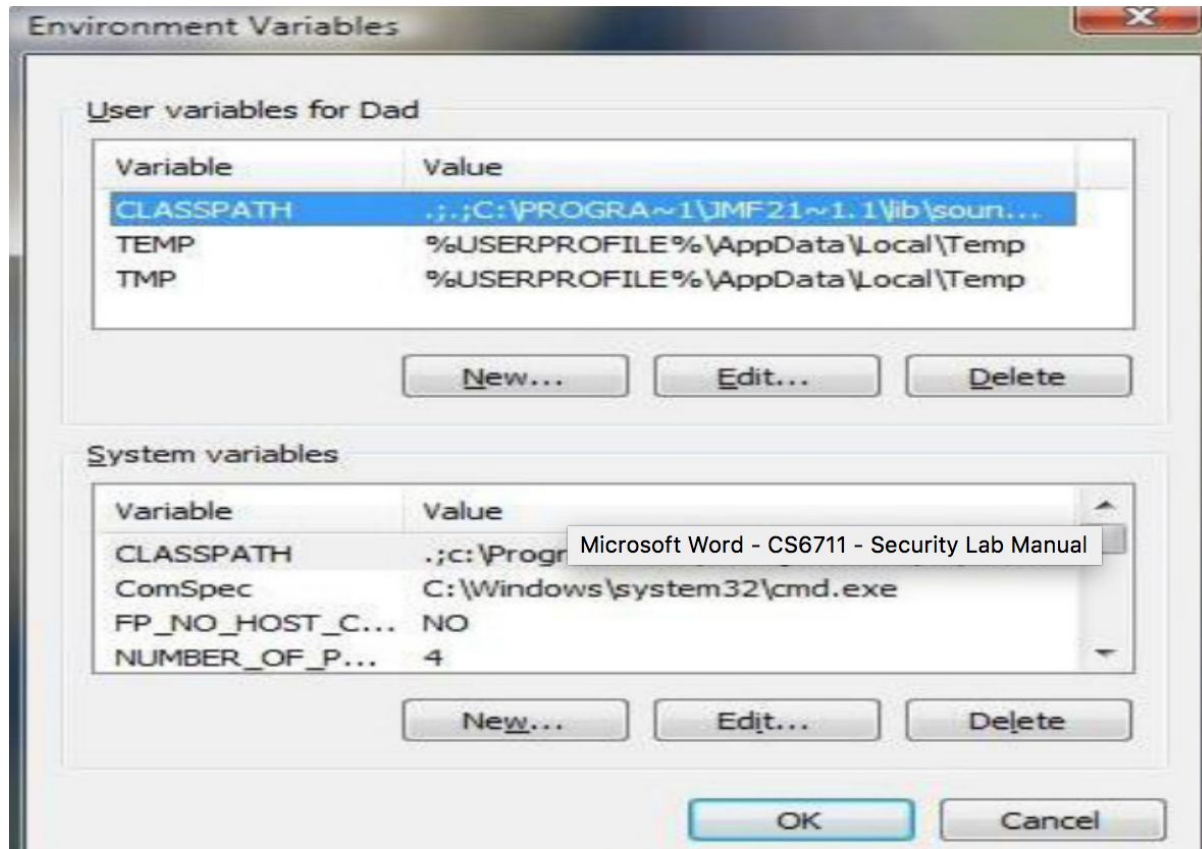 Environment Variables
User variables for Dad
Variable Value
CLASSPATH .;.;C:\PROGRA~1\JMF21~1.1\lib\soun...
TEMP %USERPROFILE%\AppData\Local\Temp
TMP %USERPROFILE%\AppData\Local\Temp
New... Edit... Delete
System variables
Variable Value
CLASSPATH .;c:\Progr
Microsoft Word - CS6711 - Security Lab Manual
ComSpec C:\Windows\system32\cmd.exe
FP_NO_HOST_C... NO
NUMBER_OF_P... 4
New... Edit... Delete
OK Cancel